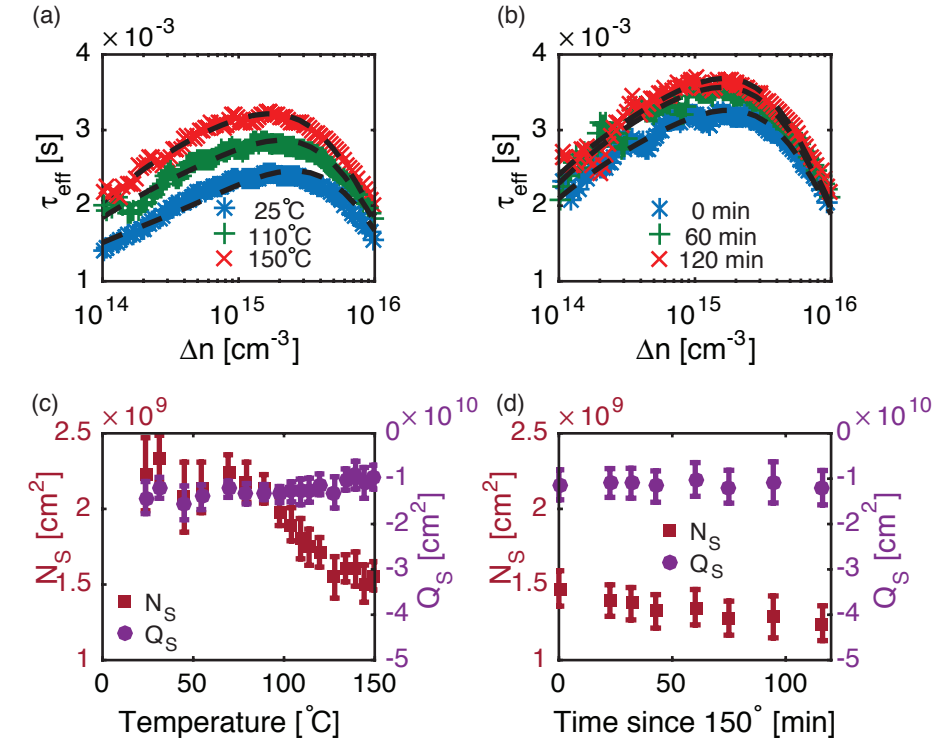 (a)
× 10⁻³
4
3
2
1
τeff [s]
25°C
110°C
150°C
10¹⁴
10¹⁵
10¹⁶
Δn [cm⁻³]
(b)
× 10⁻³
4
3
2
1
τeff [s]
0 min
60 min
120 min
10¹⁴
10¹⁵
10¹⁶
Δn [cm⁻³]
(c)
× 10⁹
2.5
2
1.5
1
NS [cm²]
× 10¹⁰
0
-1
-2
-3
-4
-5
QS [cm²]
NS
QS
0
50
100
150
Temperature [°C]
(d)
× 10⁹
2.5
2
1.5
1
NS [cm²]
× 10¹⁰
0
-1
-2
-3
-4
-5
QS [cm²]
NS
QS
0
50
100
Time since 150° [min]